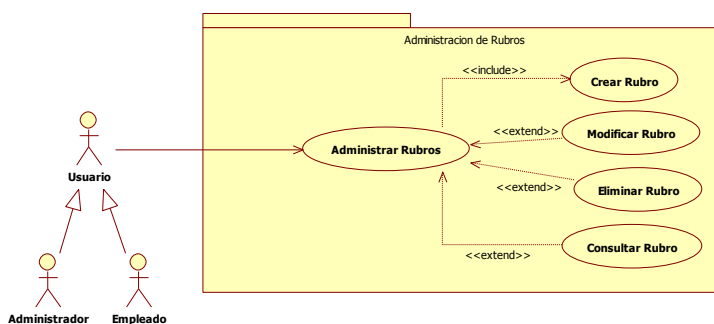 Administracion de Rubros
<<include>>
Crear Rubro
<<extend>>
Modificar Rubro
Administrar Rubros
Usuario
<<extend>>
Eliminar Rubro
Consultar Rubro
<<extend>>
Administrador
Empleado